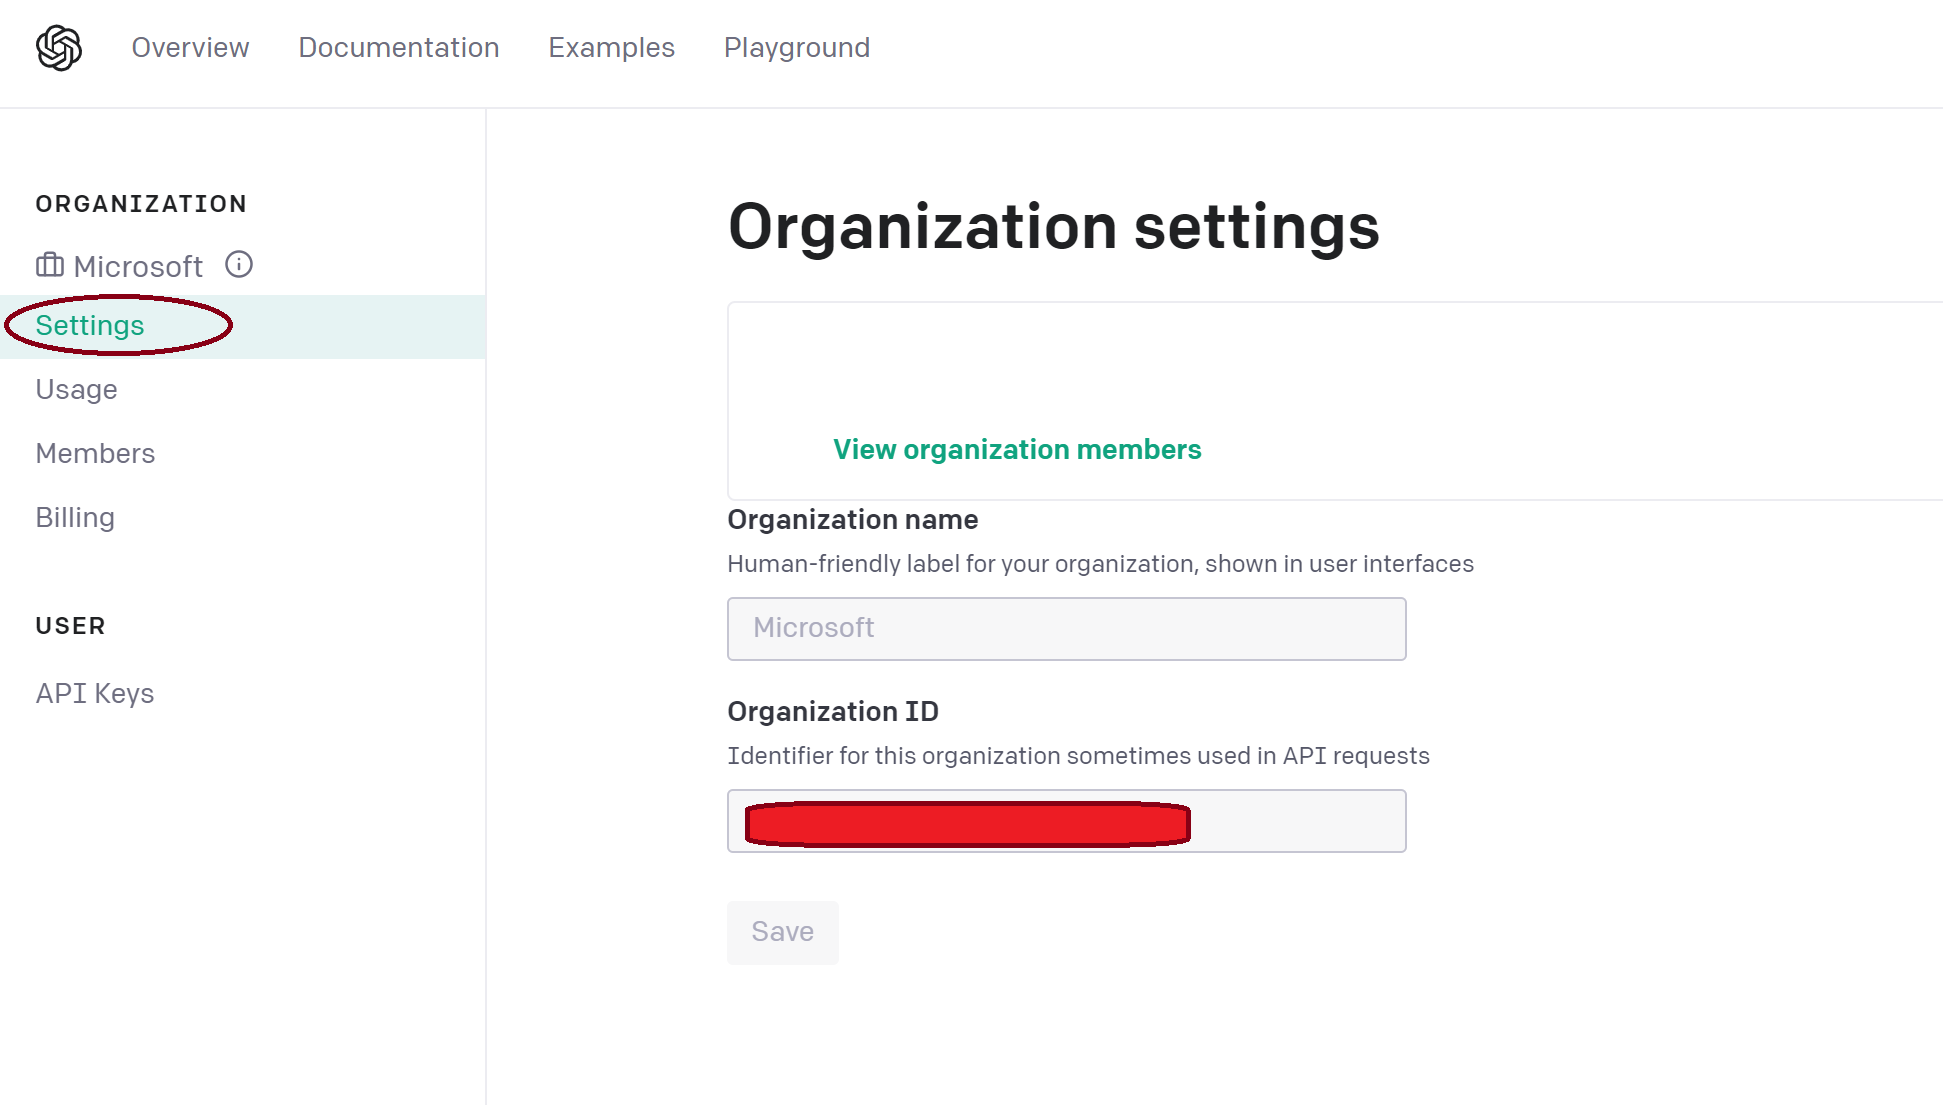 Overview Documentation Examples Playground
ORGANIZATION
Microsoft
Settings
Usage
Members
Billing
USER
API Keys
Organization settings
View organization members
Organization name
Human-friendly label for your organization, shown in user interfaces
Microsoft
Organization ID
Identifier for this organization sometimes used in API requests
Save